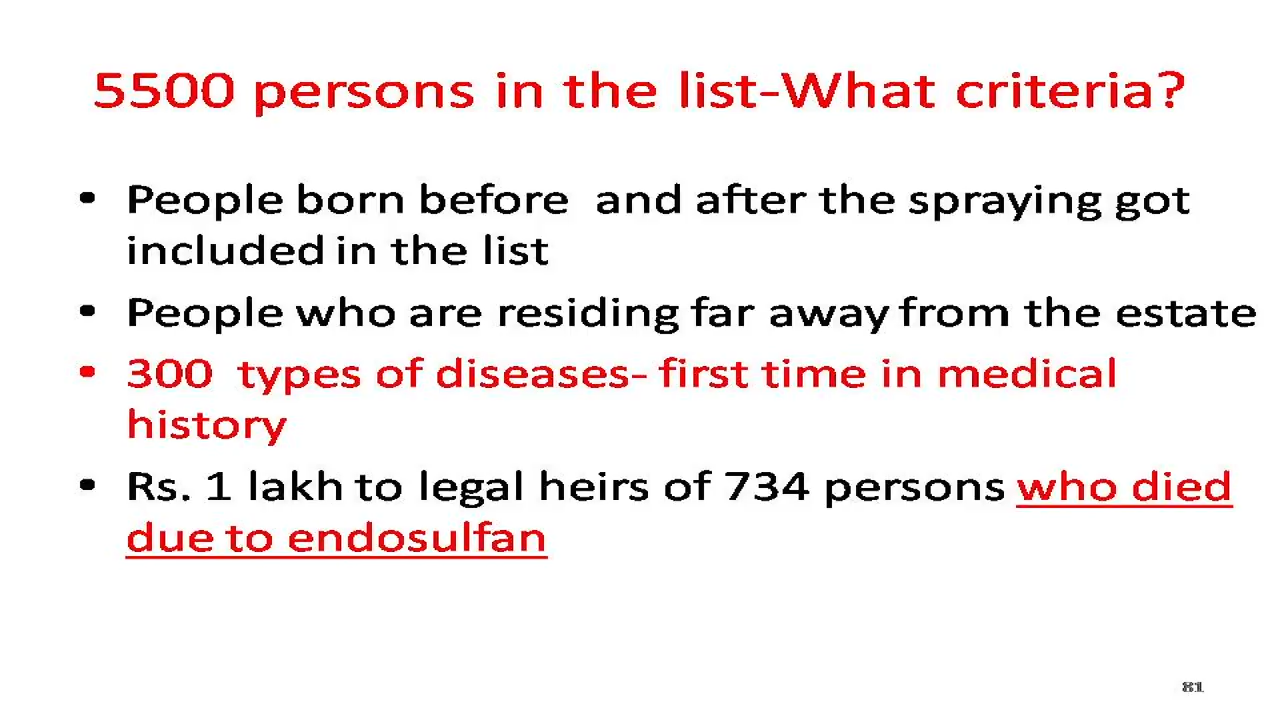 5500 persons in the list-What criteria?
• People born before and after the spraying got
included in the list
• People who are residing far away from the estate
• 300 types of diseases- first time in medical
history
• Rs. 1 lakh to legal heirs of 734 persons who died
due to endosulfan
81